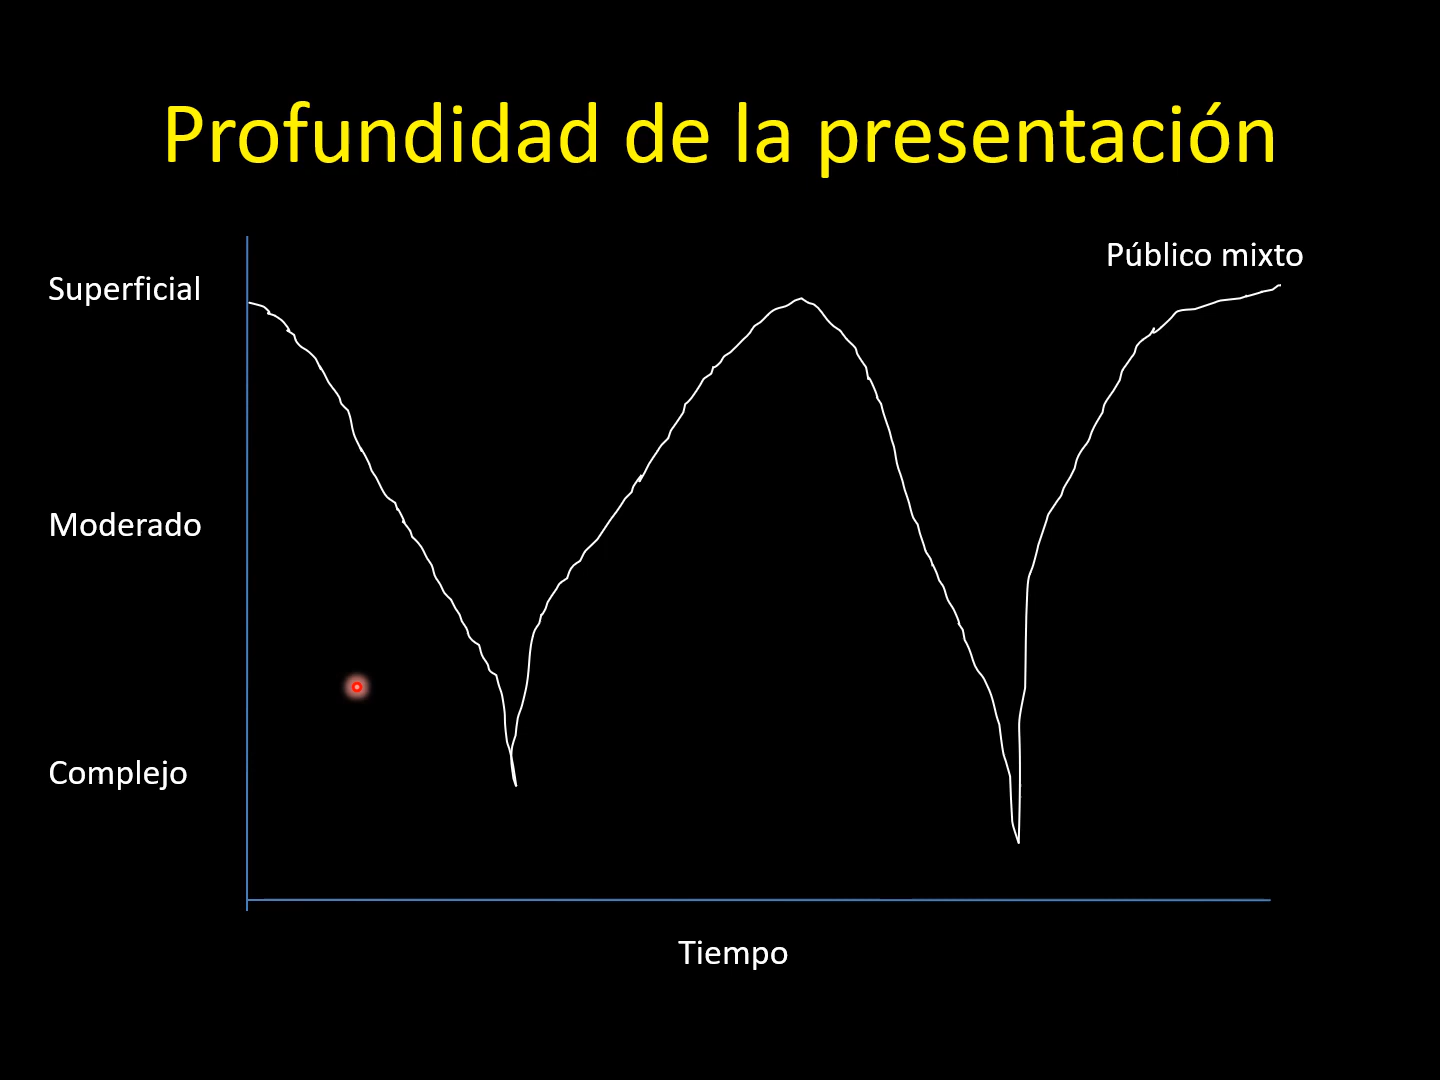 Profundidad de la presentación
Público mixto
Superficial
Moderado
Complejo
Tiempo